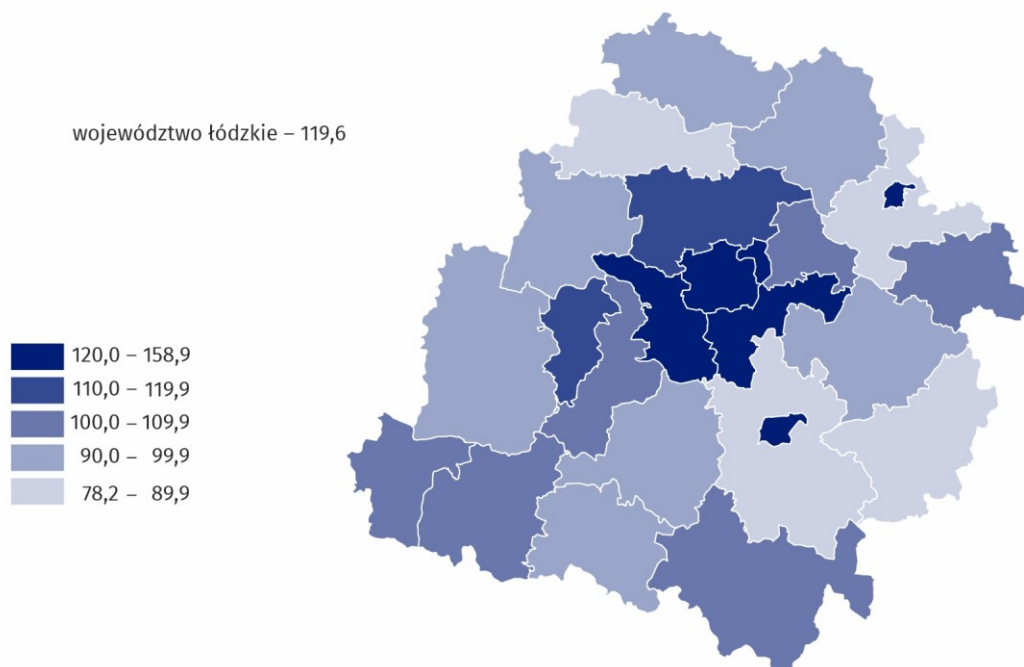 województwo łódzkie – 119,6
120,0 – 158,9
110,0 – 119,9
100,0 – 109,9
90,0 – 99,9
78,2 – 89,9